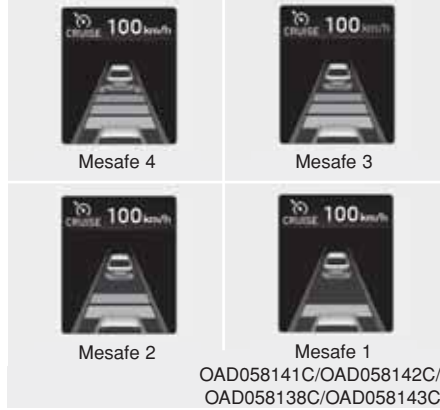 CRUISE 100 km/h
Mesafe 4
CRUISE 100 km/h
Mesafe 3
CRUISE 100 km/h
Mesafe 2
CRUISE 100 km/h
Mesafe 1
OAD058141C/OAD058142C/
OAD058138C/OAD058143C